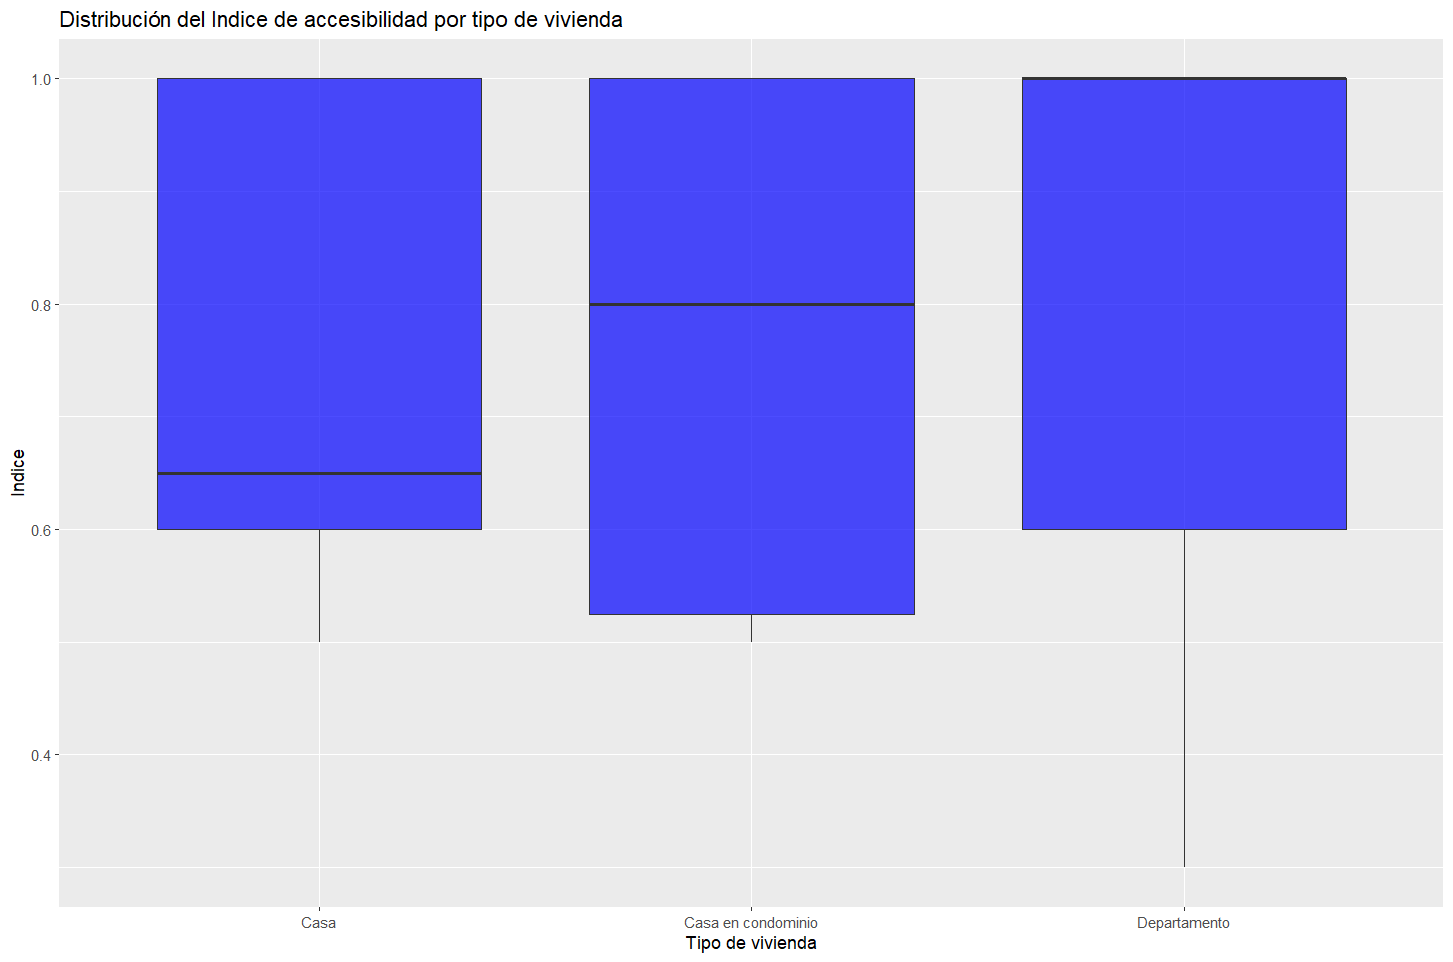 Distribución del Indice de accesibilidad por tipo de vivienda
Indice
1.0
0.8
0.6
0.4
Casa
Casa en condominio
Departamento
Tipo de vivienda